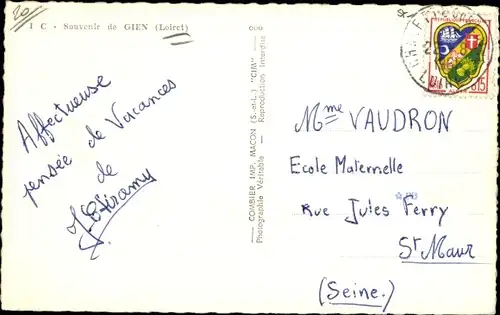 20
1 C - Souvenir de GIEN (Loiret)
Affectueuse
pensée de Vacances
de
COMBIER IMP. MACON (S.-et-L.) "CIM"
Photographie Véritable - Reproduction Interdite
Mme VAUDRON
Ecole Maternelle
Rue Jules Ferry
St Maur
(Seine.)